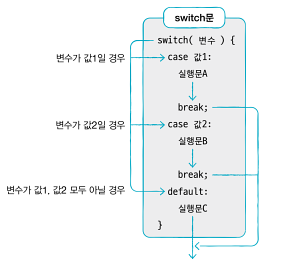 switch문
switch( 변수 ) {
변수가 값1일 경우
case 값1:
실행문A
break;
변수가 값2일 경우
case 값2:
실행문B
break;
변수가 값1, 값2 모두 아닐 경우
default:
실행문C
}